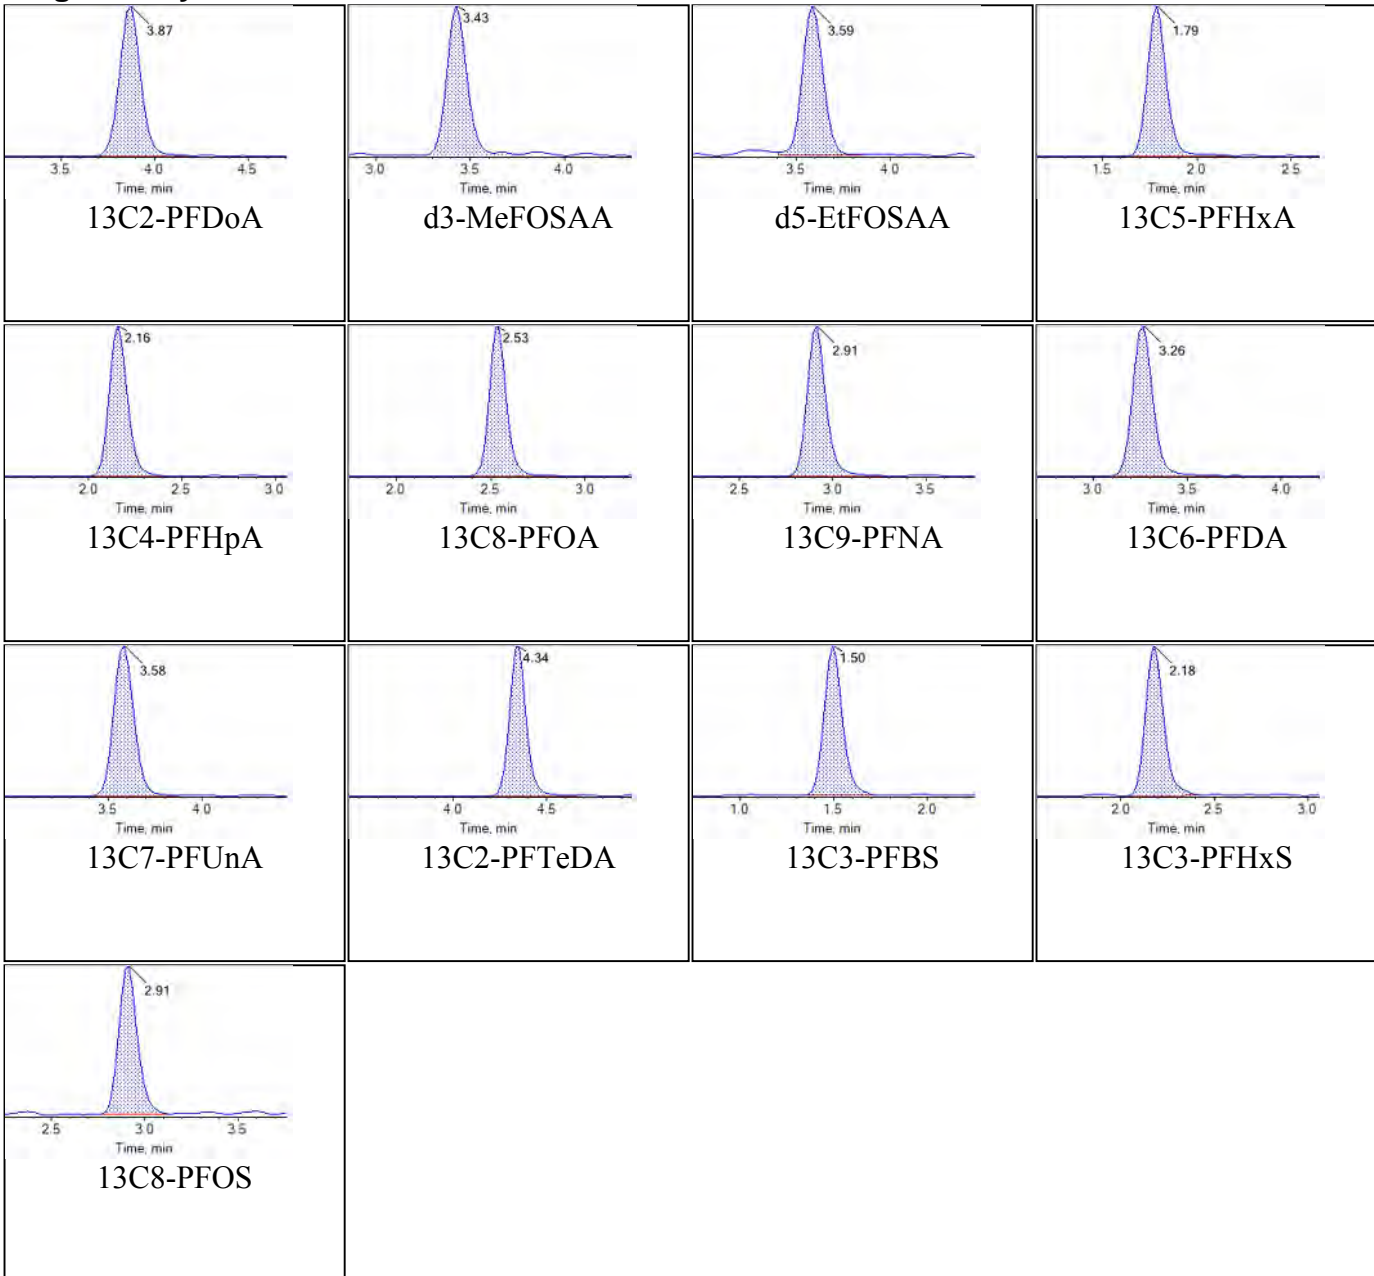 3.87
3.5 4.0 4.5
Time, min
13C2-PFDoA
3.43
3.0 3.5 4.0
Time, min
d3-MeFOSAA
3.59
3.5 4.0
Time, min
d5-EtFOSAA
1.79
1.5 2.0 2.5
Time, min
13C5-PFHxA
2.16
2.0 2.5 3.0
Time, min
13C4-PFHpA
2.53
2.0 2.5 3.0
Time, min
13C8-PFOA
2.91
2.5 3.0 3.5
Time, min
13C9-PFNA
3.26
3.0 3.5 4.0
Time, min
13C6-PFDA
3.58
3.5 4.0
Time, min
13C7-PFUnA
4.34
4.0 4.5
Time, min
13C2-PFTeDA
1.50
1.0 1.5 2.0
Time, min
13C3-PFBS
2.18
2.0 2.5 3.0
Time, min
13C3-PFHxS
2.91
2.5 3.0 3.5
Time, min
13C8-PFOS